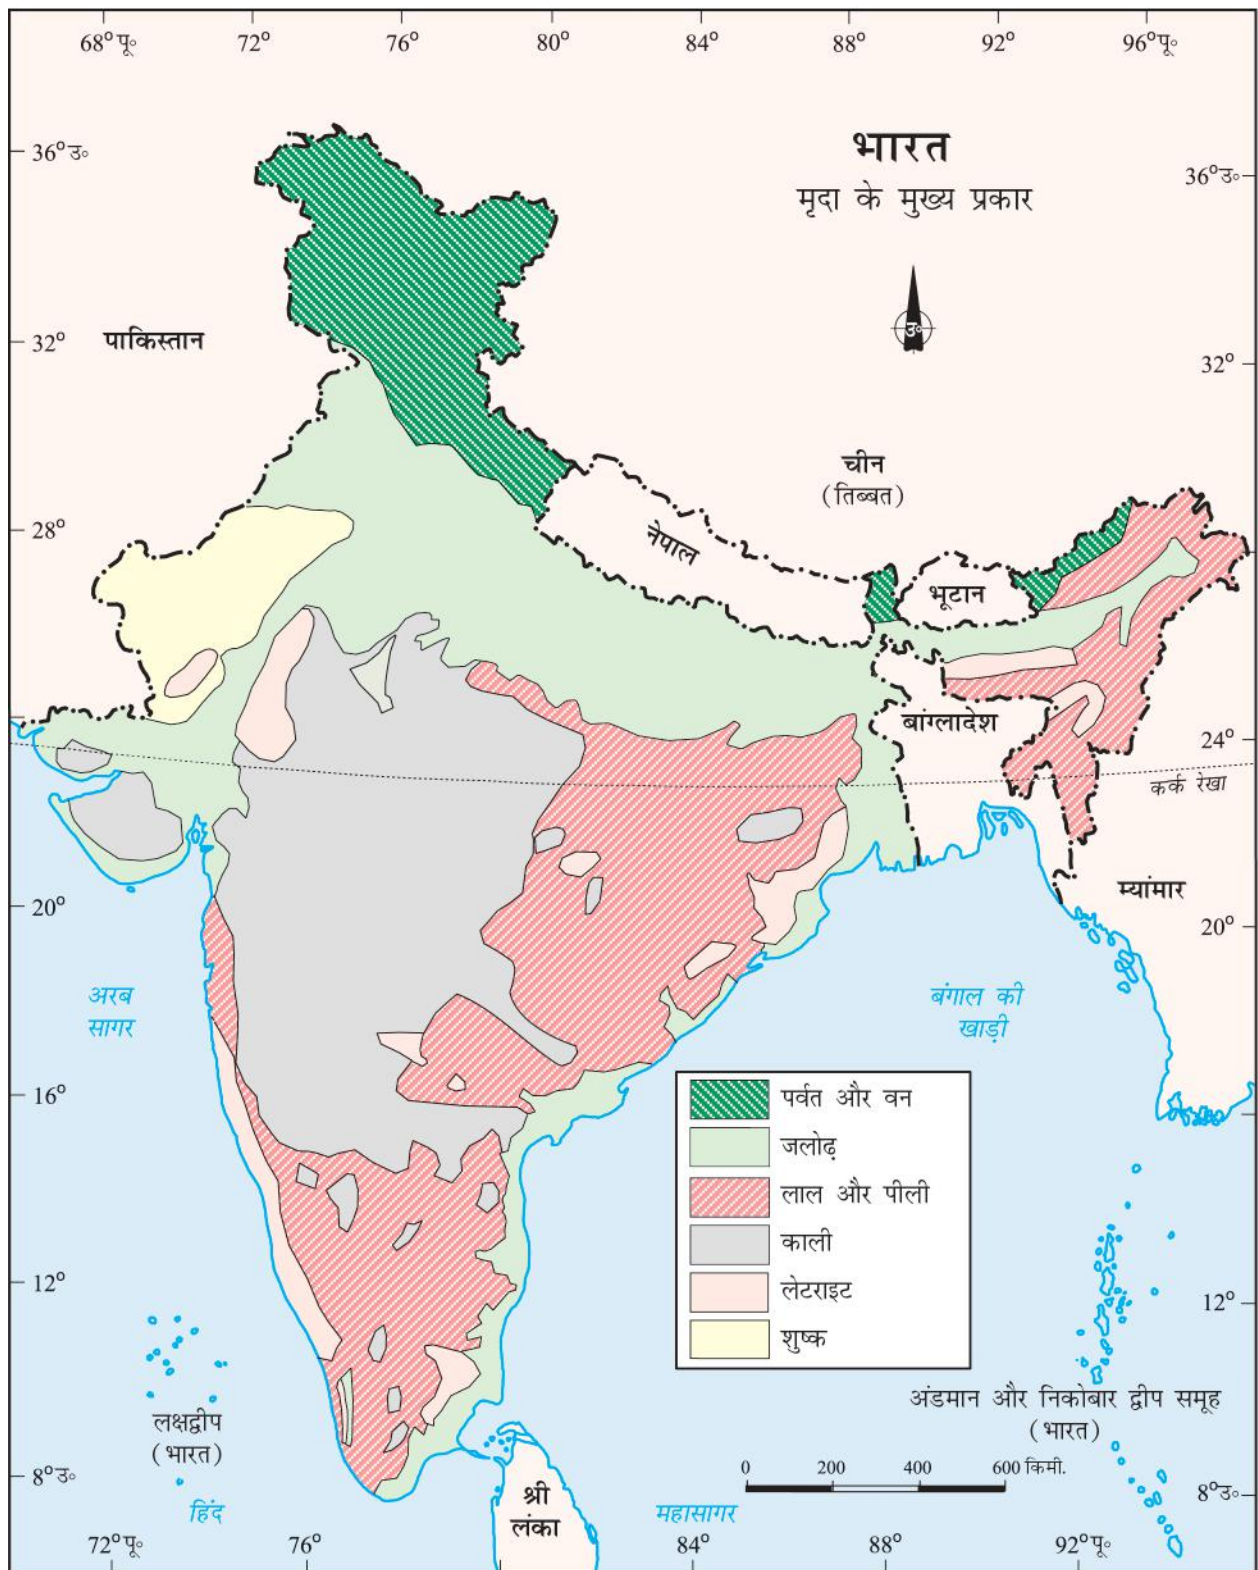 68°पू॰ 72° 76° 80° 84° 88° 92° 96°पू॰
भारत
मृदा के मुख्य प्रकार
36°उ॰
36°उ॰
उ॰
पाकिस्तान
32°
32°
चीन
(तिब्बत)
28°
नेपाल
भूटान
बांग्लादेश
24°
कर्क रेखा
म्यांमार
20°
20°
अरब
सागर
बंगाल की
खाड़ी
16°
पर्वत और वन
जलोढ़
लाल और पीली
काली
लेटराइट
शुष्क
12°
12°
लक्षद्वीप
(भारत)
अंडमान और निकोबार द्वीप समूह
(भारत)
0 200 400 600 किमी.
8°उ॰
8°उ॰
श्री
लंका
हिंद
महासागर
72°पू॰ 76° 84° 88° 92°पू॰